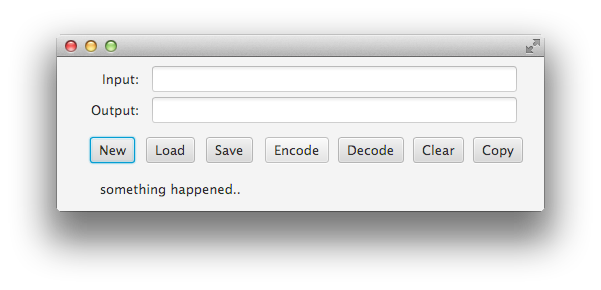 Input:
Output:
New Load Save Encode Decode Clear Copy
something happened..